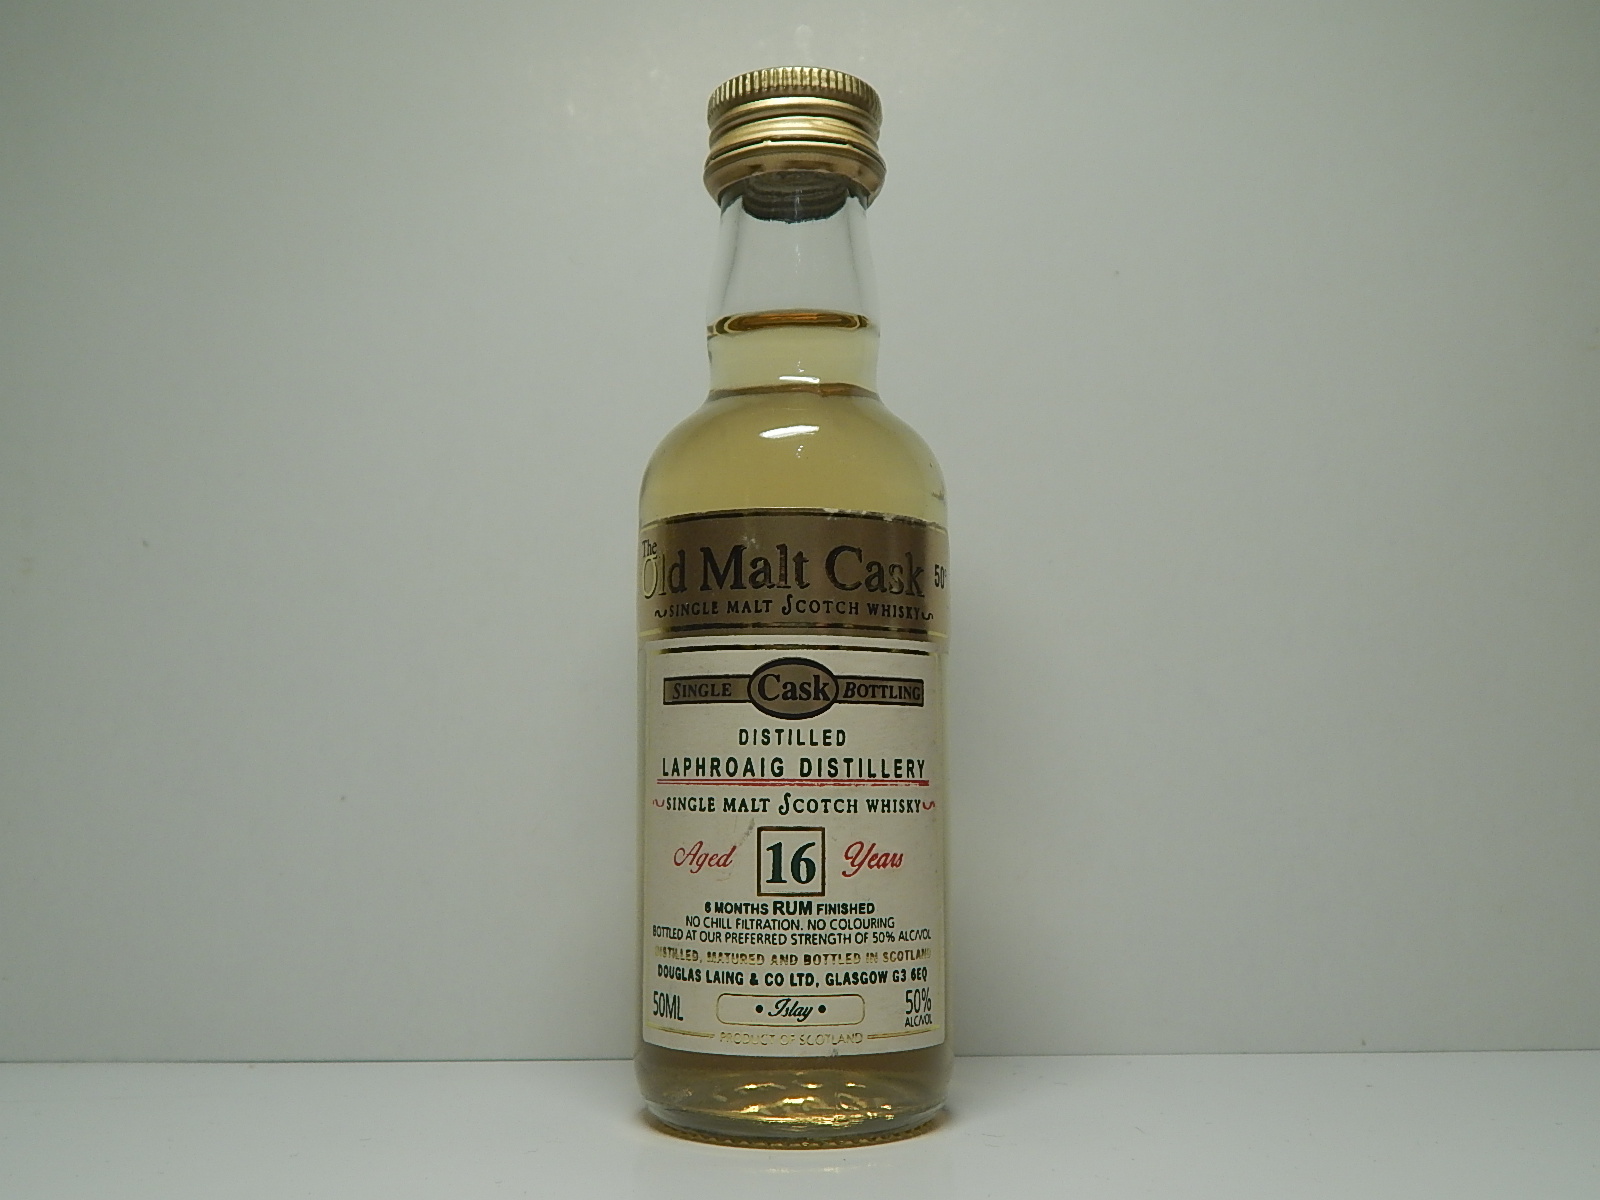 The
Old Malt Cask 50°
SINGLE MALT SCOTCH WHISKY
SINGLE Cask BOTTLING
DISTILLED
LAPHROAIG DISTILLERY
SINGLE MALT SCOTCH WHISKY
Aged 16 Years
6 MONTHS RUM FINISHED
NO CHILL FILTRATION. NO COLOURING
BOTTLED AT OUR PREFERRED STRENGTH OF 50% ALC/VOL
DISTILLED, MATURED AND BOTTLED IN SCOTLAND
DOUGLAS LAING & CO LTD, GLASGOW G3 6EQ
50ML • Islay • 50%
ALC/VOL
PRODUCT OF SCOTLAND